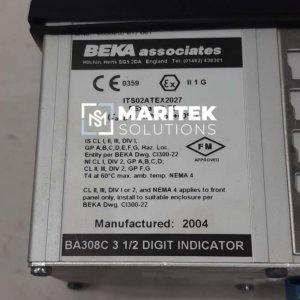 BEKA associates
Hitchin, Herts SG5 2DA England Tel (01462) 438301
CE 0359 Ex II 1 G
ITS02ATEX2027
MARITEK
SOLUTIONS
IS CL I, II, III, DIV I,
GP A,B,C,D,E,F,G, Haz. Loc.
Entity per BEKA Dwg. CI300-22
NI CL I, DIV 2, GP A,B,C,D;
CL II, DIV 2, GP F,G
T4 at 60°C max. amb. temp. NEMA 4
FM
APPROVED
CL II, III, DIV I or 2, and NEMA 4 applies to front
panel only, install to suitable enclosure per
BEKA Dwg. CI300-22
Manufactured: 2004
BA308C 3 1/2 DIGIT INDICATOR